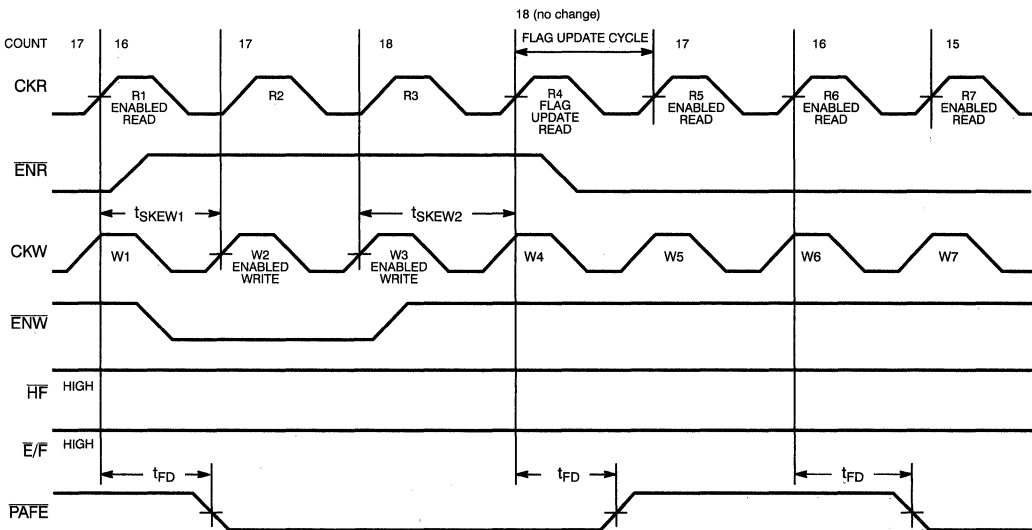 18 (no change)
COUNT 17 16 17 18 FLAG UPDATE CYCLE 17 16 15
CKR
R1 ENABLED READ
R2
R3
R4 FLAG UPDATE READ
R5 ENABLED READ
R6 ENABLED READ
R7 ENABLED READ
ENR
tSKEW1 tSKEW2
CKW
W1
W2 ENABLED WRITE
W3 ENABLED WRITE
W4
W5
W6
W7
ENW
HF HIGH
E/F HIGH
tFD tFD tFD
PAFE